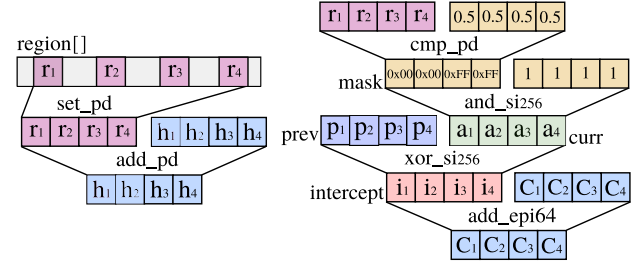 region[]
r1 r2 r3 r4
set_pd
r1 r2 r3 r4 h1 h2 h3 h4
add_pd
h1 h2 h3 h4
r1 r2 r3 r4 0.5 0.5 0.5 0.5
cmp_pd
mask 0x00 0x00 0xFF 0xFF 1 1 1 1
and_si256
prev p1 p2 p3 p4 a1 a2 a3 a4 curr
xor_si256
intercept i1 i2 i3 i4 C1 C2 C3 C4
add_epi64
C1 C2 C3 C4